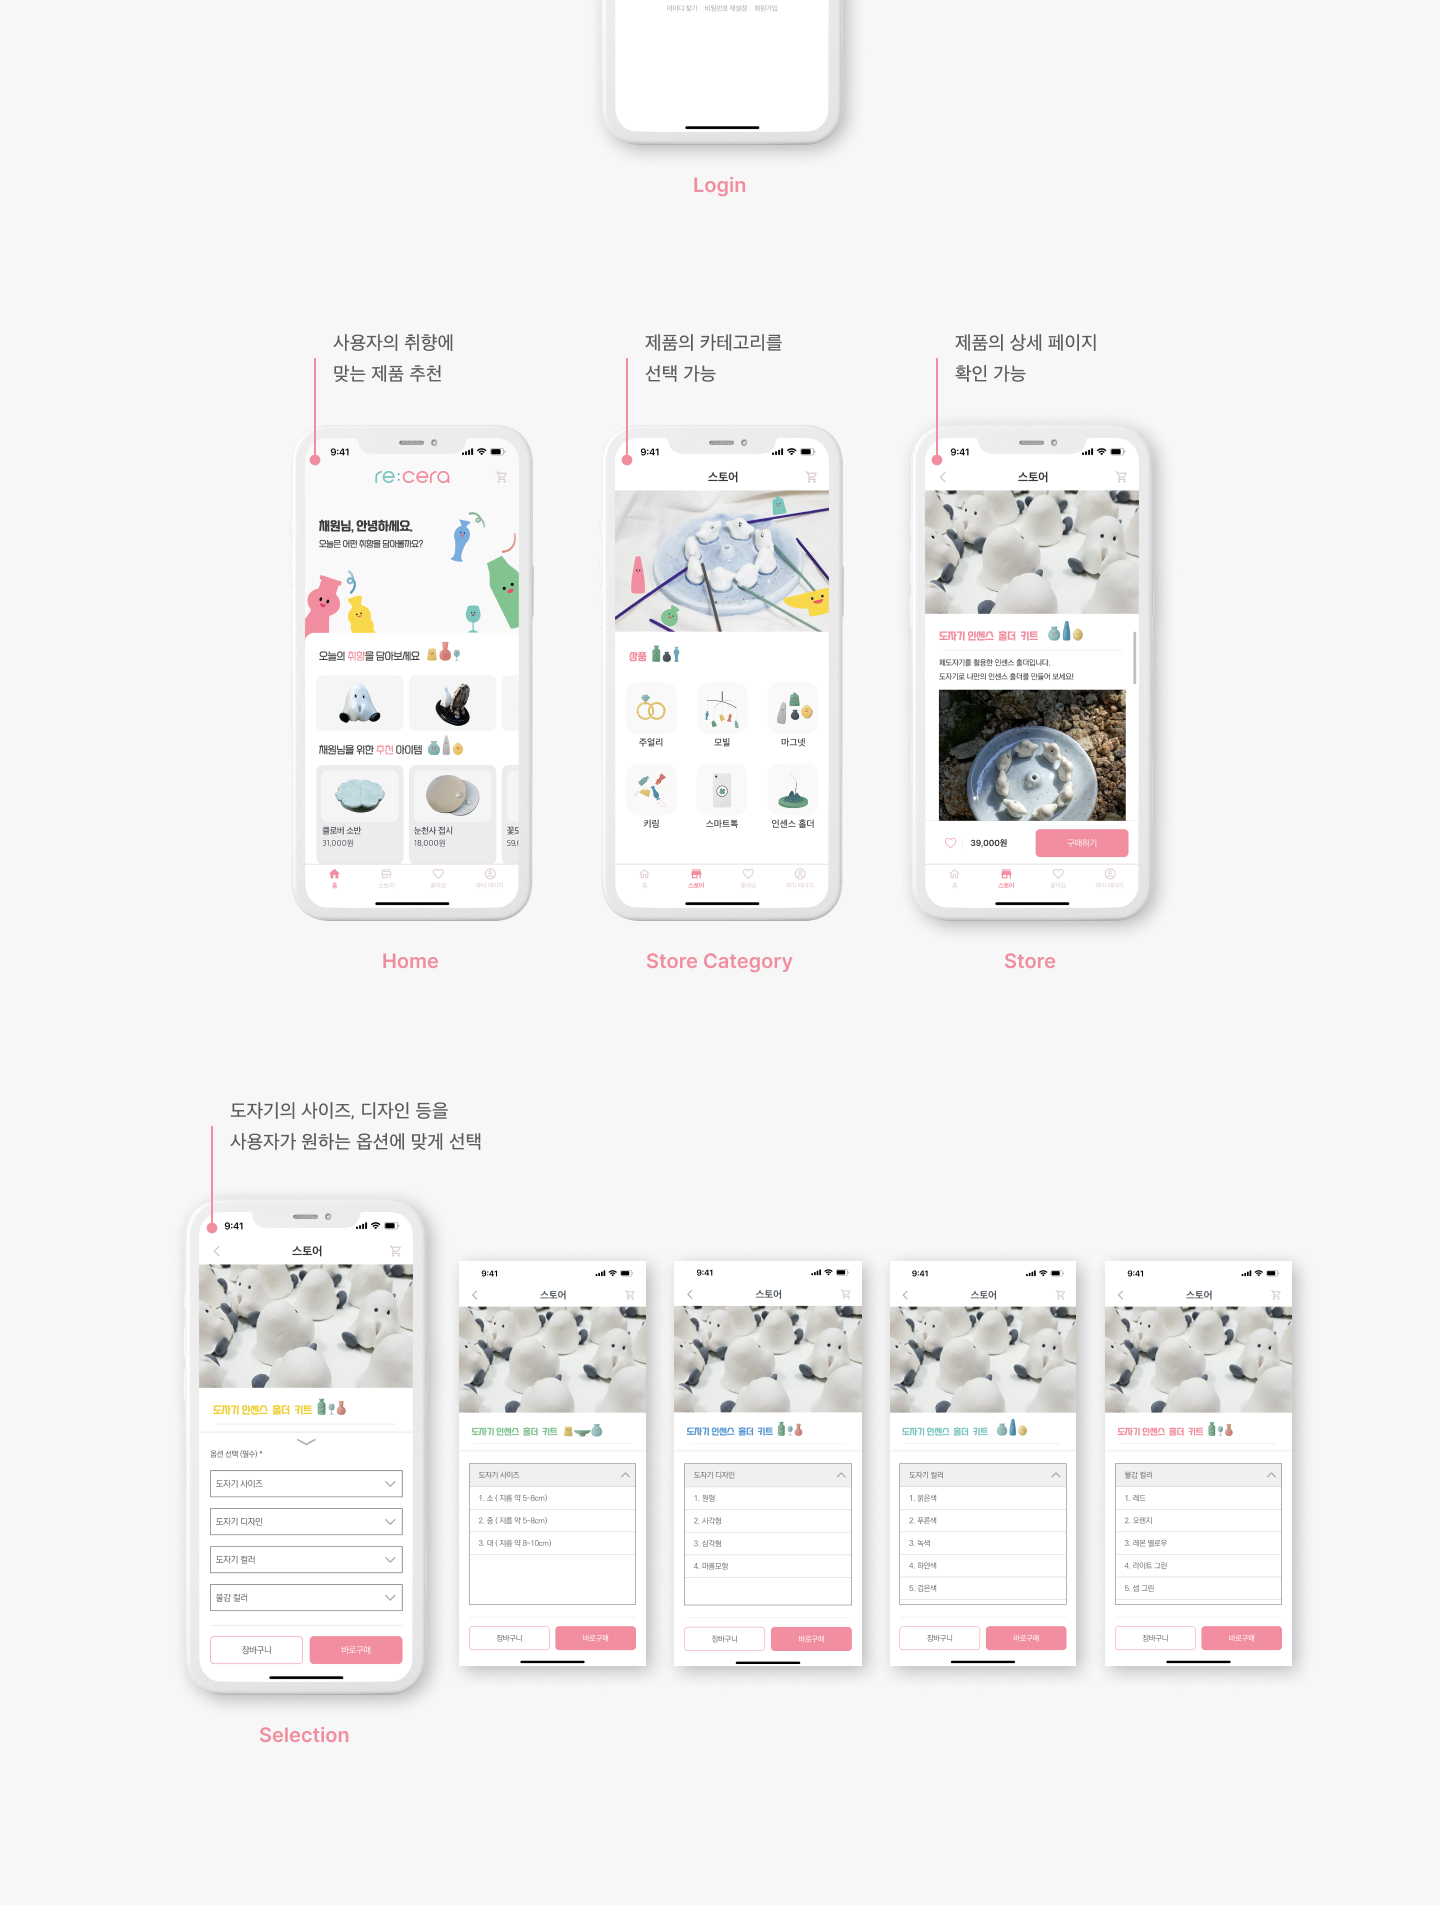 아이디 찾기 비밀번호 재설정 회원가입
Login
사용자의 취향에
맞는 제품 추천
제품의 카테고리를
선택 가능
제품의 상세 페이지
확인 가능
9:41
re:cera
채원님, 안녕하세요.
오늘은 어떤 취향을 담아볼까요?
오늘의 취향을 담아보세요
채원님을 위한 추천 아이템
클로버 소반
31,000원
눈천사 접시
18,000원
홈 스토어 좋아요 마이 페이지
Home
9:41
스토어
상품
주얼리 모빌 마그넷
키링 스마트톡 인센스 홀더
홈 스토어 좋아요 마이 페이지
Store Category
9:41
스토어
도자기 인센스 홀더 키트
폐도자기를 활용한 인센스 홀더입니다.
도자기로 나만의 인센스 홀더를 만들어 보세요!
39,000원 구매하기
홈 스토어 좋아요 마이 페이지
Store
도자기의 사이즈, 디자인 등을
사용자가 원하는 옵션에 맞게 선택
9:41
스토어
도자기 인센스 홀더 키트
옵션 선택 (필수) *
도자기 사이즈
도자기 디자인
도자기 컬러
물감 컬러
장바구니 바로구매
Selection
9:41
스토어
도자기 인센스 홀더 키트
도자기 사이즈
1. 소 ( 지름 약 5~8cm)
2. 중 ( 지름 약 5~8cm)
3. 대 ( 지름 약 8~10cm)
장바구니 바로구매
9:41
스토어
도자기 인센스 홀더 키트
도자기 디자인
1. 원형
2. 사각형
3. 삼각형
4. 마름모형
장바구니 바로구매
9:41
스토어
도자기 인센스 홀더 키트
도자기 컬러
1. 붉은색
2. 푸른색
3. 녹색
4. 하얀색
5. 검은색
장바구니 바로구매
9:41
스토어
도자기 인센스 홀더 키트
물감 컬러
1. 레드
2. 오렌지
3. 레몬 옐로우
4. 라이트 그린
5. 샙 그린
장바구니 바로구매